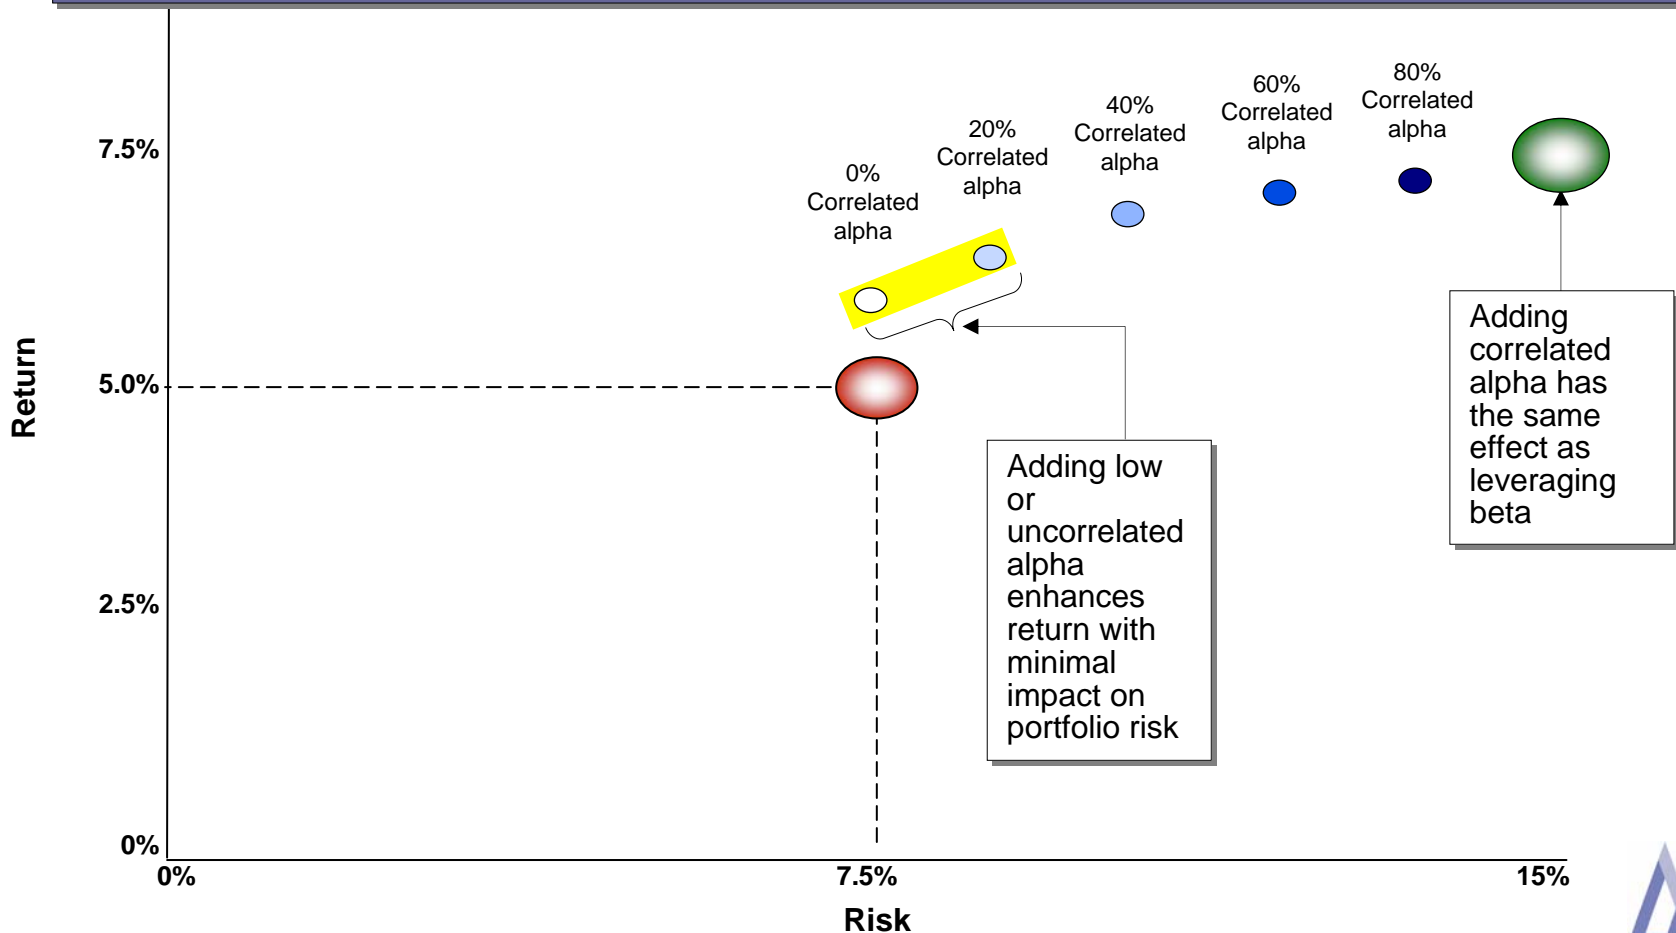 80%
Correlated
alpha
60%
Correlated
alpha
40%
Correlated
alpha
20%
Correlated
alpha
0%
Correlated
alpha
7.5%
5.0%
2.5%
0%
Return
Adding
correlated
alpha has
the same
effect as
leveraging
beta
Adding low
or
uncorrelated
alpha
enhances
return with
minimal
impact on
portfolio risk
0%
7.5%
15%
Risk